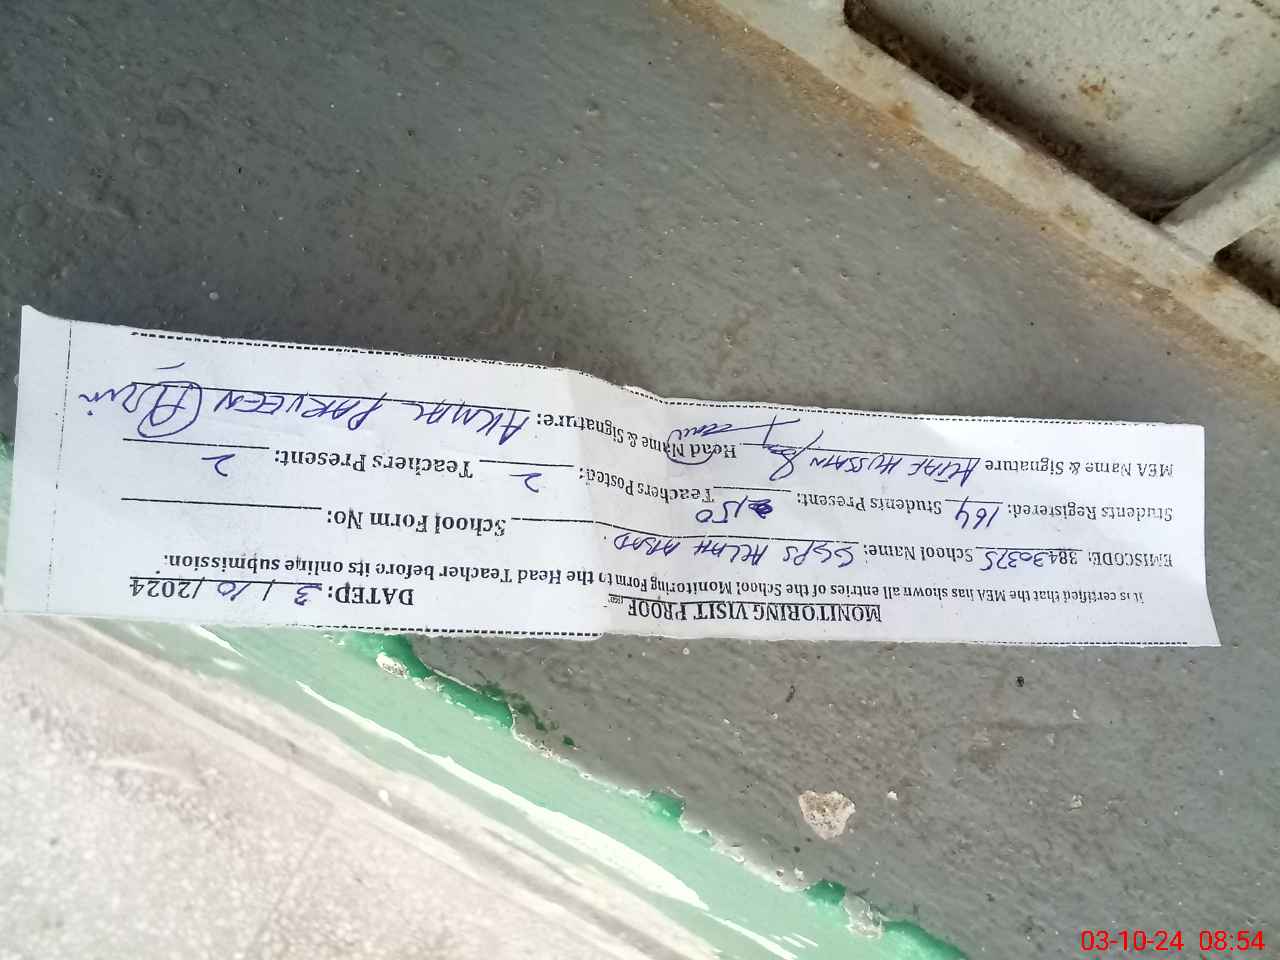 MONITORING VISIT PROOF DATED: 3/10/2024
it is certified that the MEA has shown all entries of the School Monitoring Form to the Head Teacher before its online submission:
EMISCODE: 38430325 School Name: GGPS ALLAH ABAD. School Form No:
Students Registered: 164 Students Present: 150 Teachers Posted: 2 Teachers Present: 2
MEA Name & Signature ALTAF HUSSAIN Head Name & Signature: AKMAL PARVEEN
03-10-24 08:54